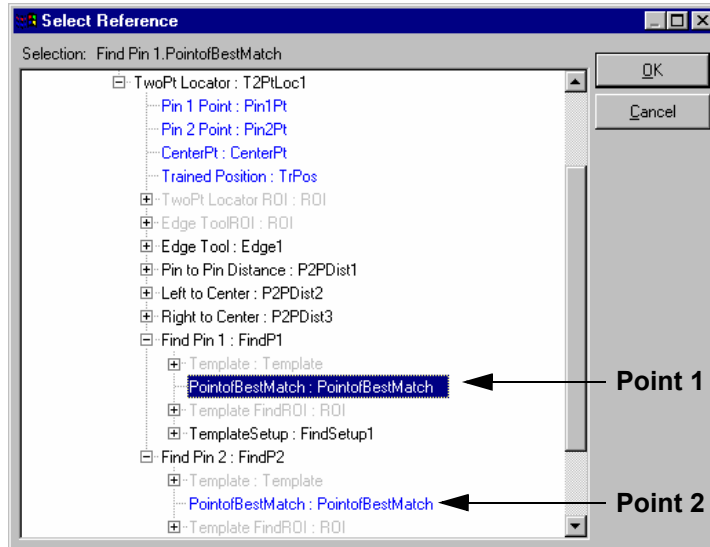 Select Reference
Selection: Find Pin 1.PointofBestMatch
OK
Cancel
TwoPt Locator : T2PtLoc1
Pin 1 Point : Pin1Pt
Pin 2 Point : Pin2Pt
CenterPt : CenterPt
Trained Position : TrPos
TwoPt Locator ROI : ROI
Edge ToolROI : ROI
Edge Tool : Edge1
Pin to Pin Distance : P2PDist1
Left to Center : P2PDist2
Right to Center : P2PDist3
Find Pin 1 : FindP1
Template : Template
PointofBestMatch : PointofBestMatch
Point 1
Template FindROI : ROI
TemplateSetup : FindSetup1
Find Pin 2 : FindP2
Template : Template
PointofBestMatch : PointofBestMatch
Point 2
Template FindROI : ROI